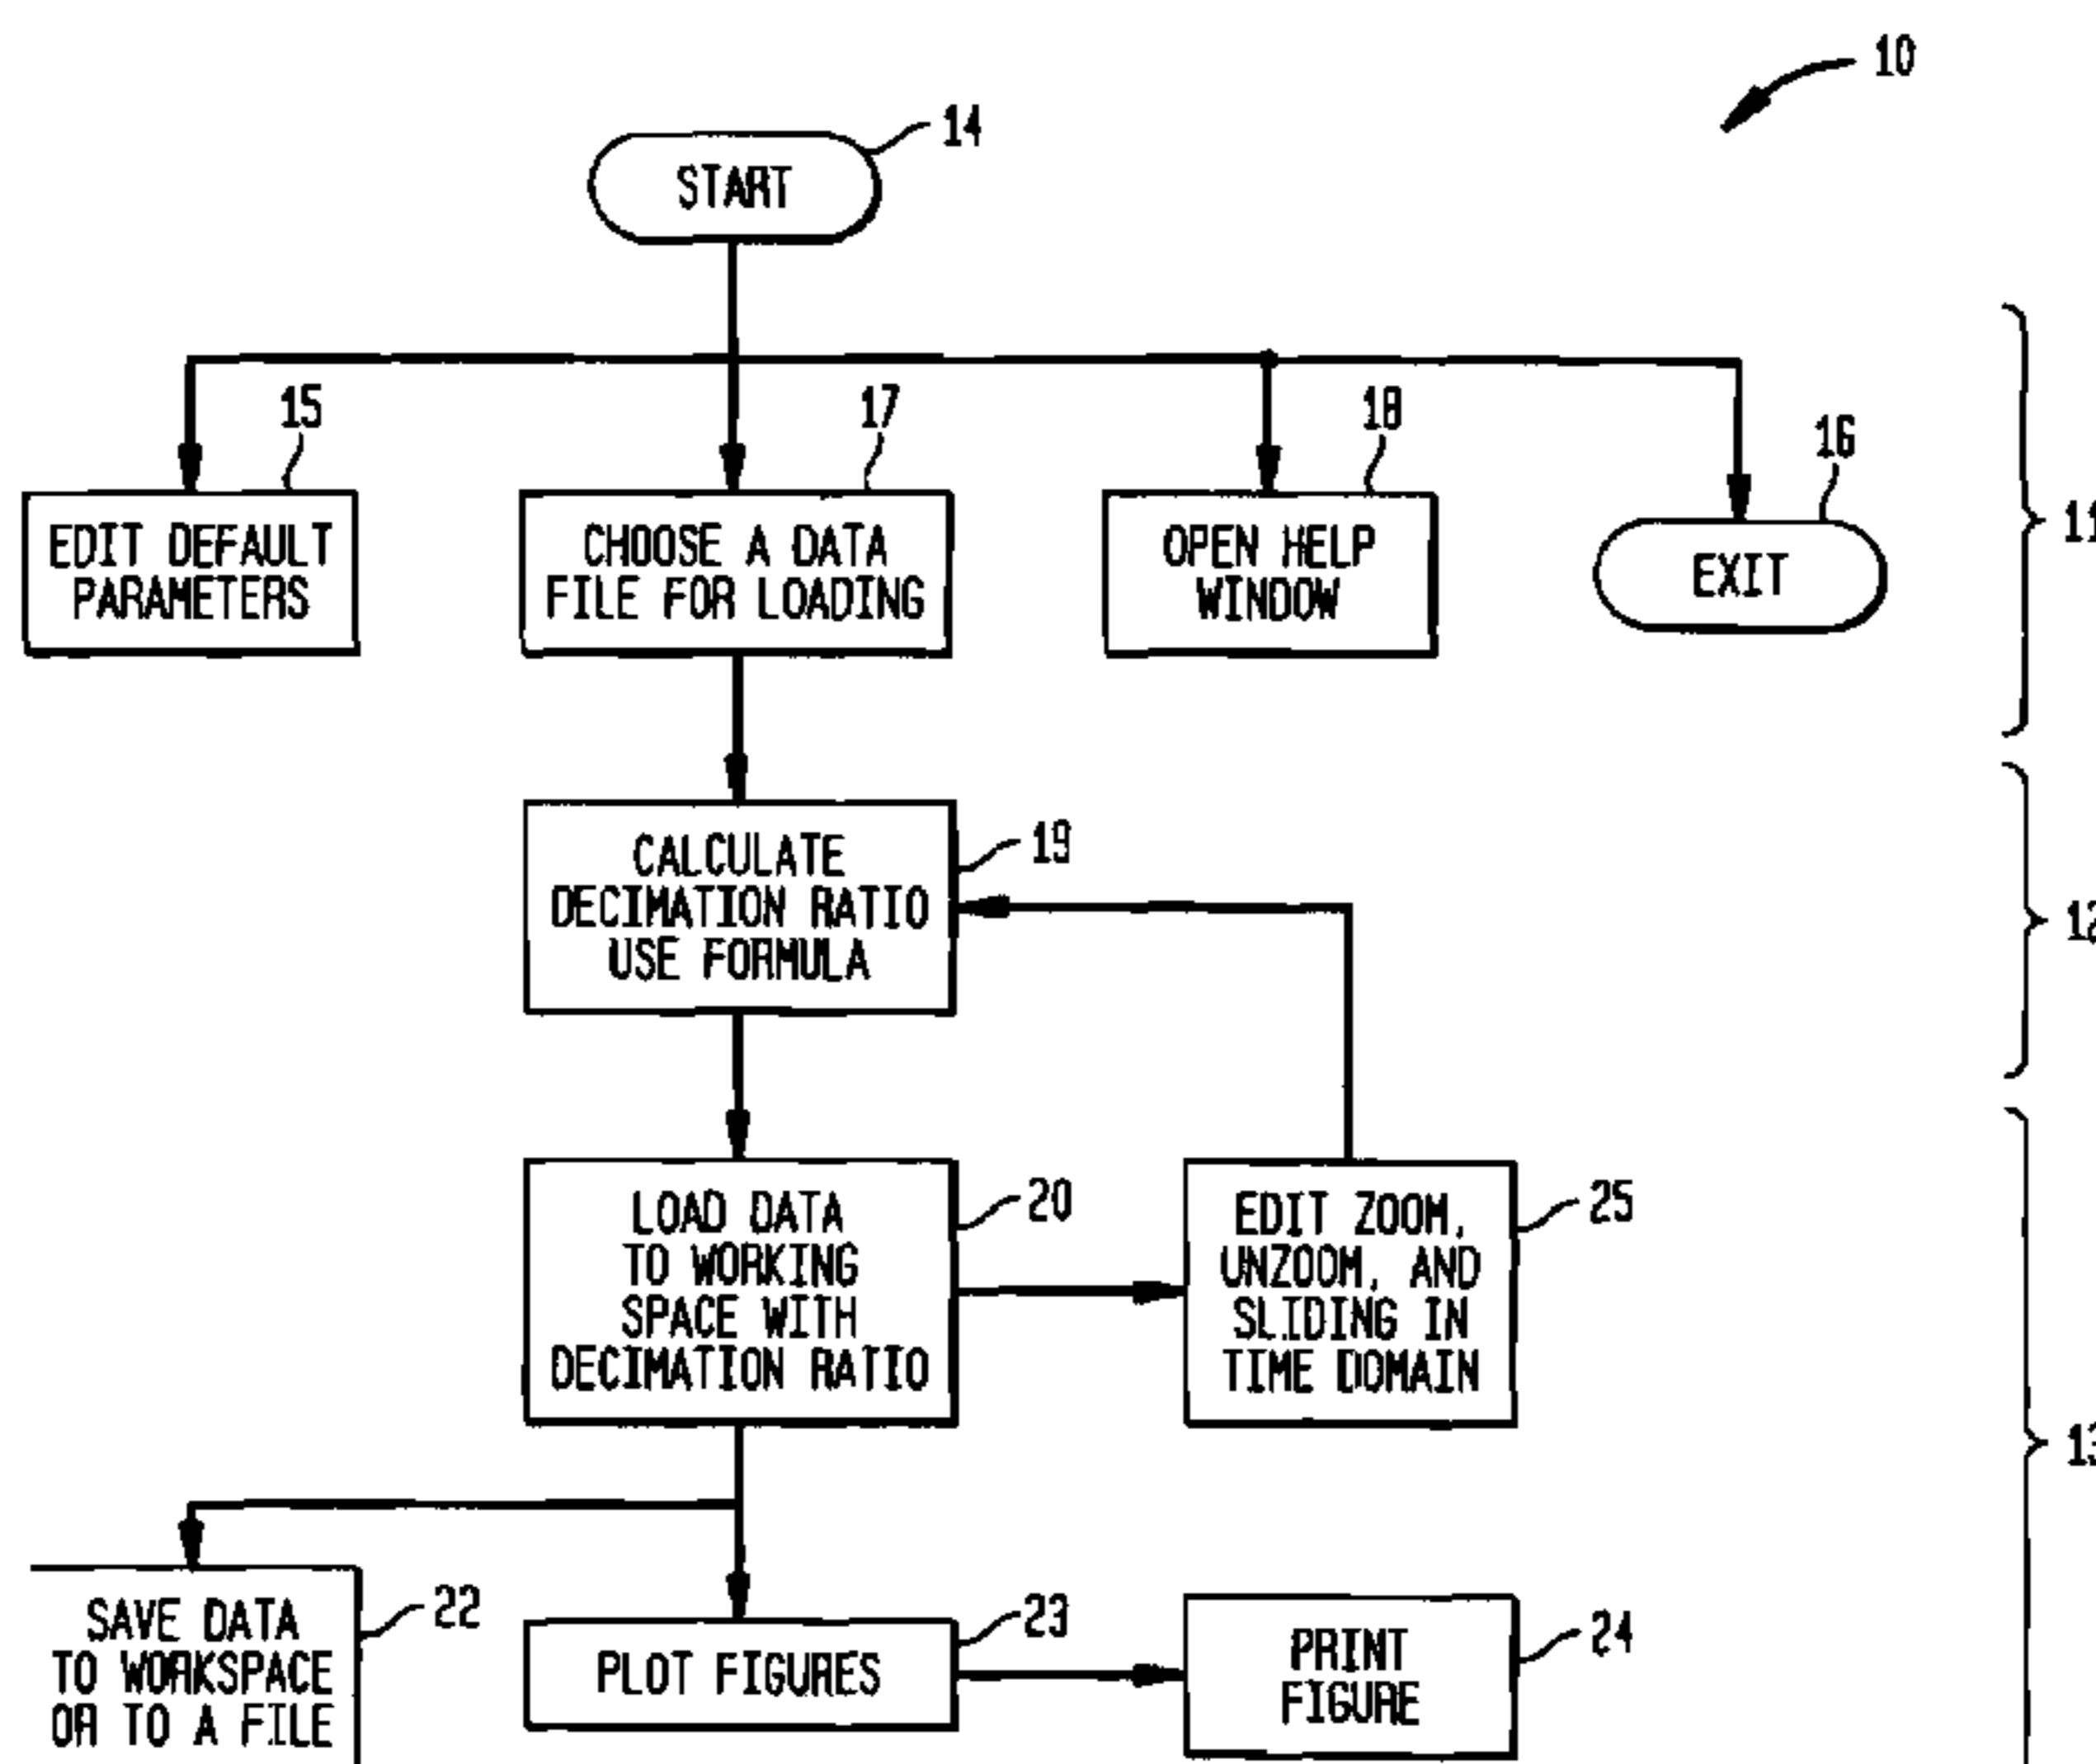 10
14
START
15
17
18
16
EDIT DEFAULT
PARAMETERS
CHOOSE A DATA
FILE FOR LOADING
OPEN HELP
WINDOW
EXIT
11
CALCULATE
DECIMATION RATIO
USE FORMULA
19
12
LOAD DATA
TO WORKING
SPACE WITH
DECIMATION RATIO
20
EDIT ZOOM,
UNZOOM, AND
SLIDING IN
TIME DOMAIN
25
13
SAVE DATA
TO WORKSPACE
OR TO A FILE
22
PLOT FIGURES
23
PRINT
FIGURE
24